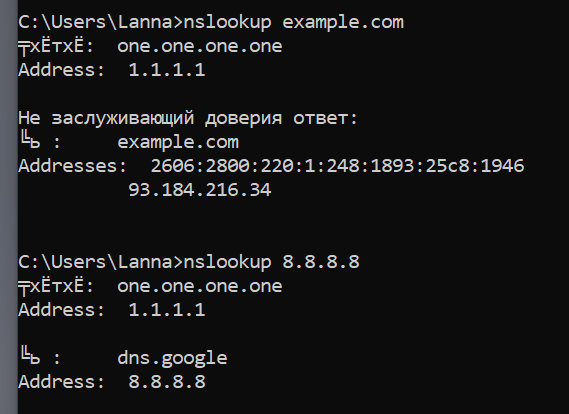 C:\Users\Lanna>nslookup example.com
╤хЁтхЁ:  one.one.one.one
Address:  1.1.1.1
Не заслуживающий доверия ответ:
╚ь :     example.com
Addresses:  2606:2800:220:1:248:1893:25c8:1946
93.184.216.34
C:\Users\Lanna>nslookup 8.8.8.8
╤хЁтхЁ:  one.one.one.one
Address:  1.1.1.1
╚ь :     dns.google
Address:  8.8.8.8